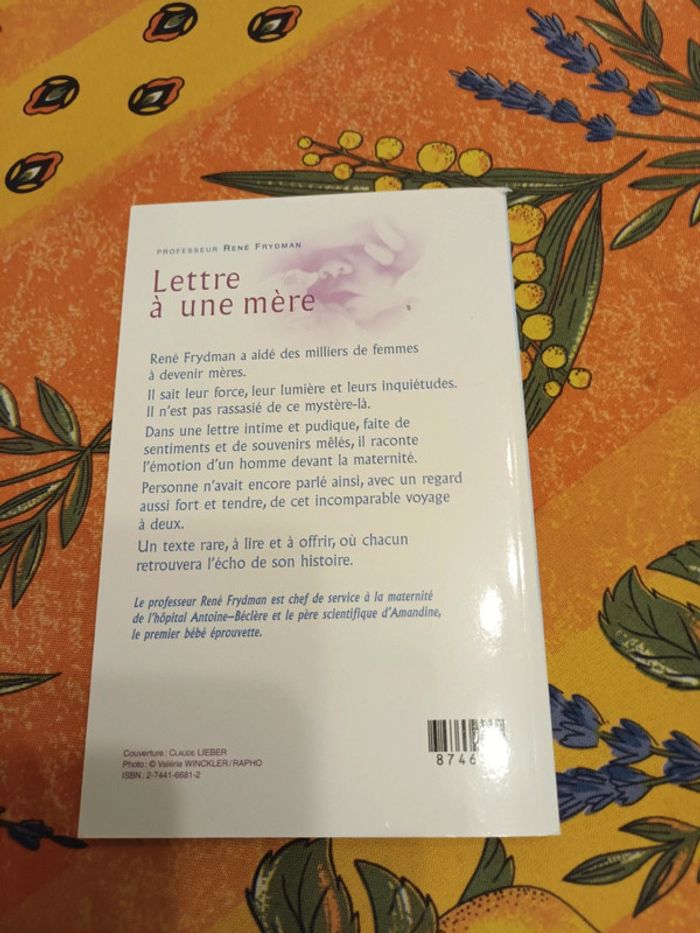 PROFESSEUR RENÉ FRYDMAN
Lettre
à une mère
René Frydman a aidé des milliers de femmes
à devenir mères.
Il sait leur force, leur lumière et leurs inquiétudes.
Il n'est pas rassasié de ce mystère-là.
Dans une lettre intime et pudique, faite de
sentiments et de souvenirs mêlés, il raconte
l'émotion d'un homme devant la maternité.
Personne n'avait encore parlé ainsi, avec un regard
aussi fort et tendre, de cet incomparable voyage
à deux.
Un texte rare, à lire et à offrir, où chacun
retrouvera l'écho de son histoire.
Le professeur René Frydman est chef de service à la maternité
de l'hôpital Antoine–Béclère et le père scientifique d'Amandine,
le premier bébé éprouvette.
Couverture : CLAUDE LIEBER
Photo : © Valérie WINCKLER / RAPHO
ISBN : 2-7441-6681-2
8746